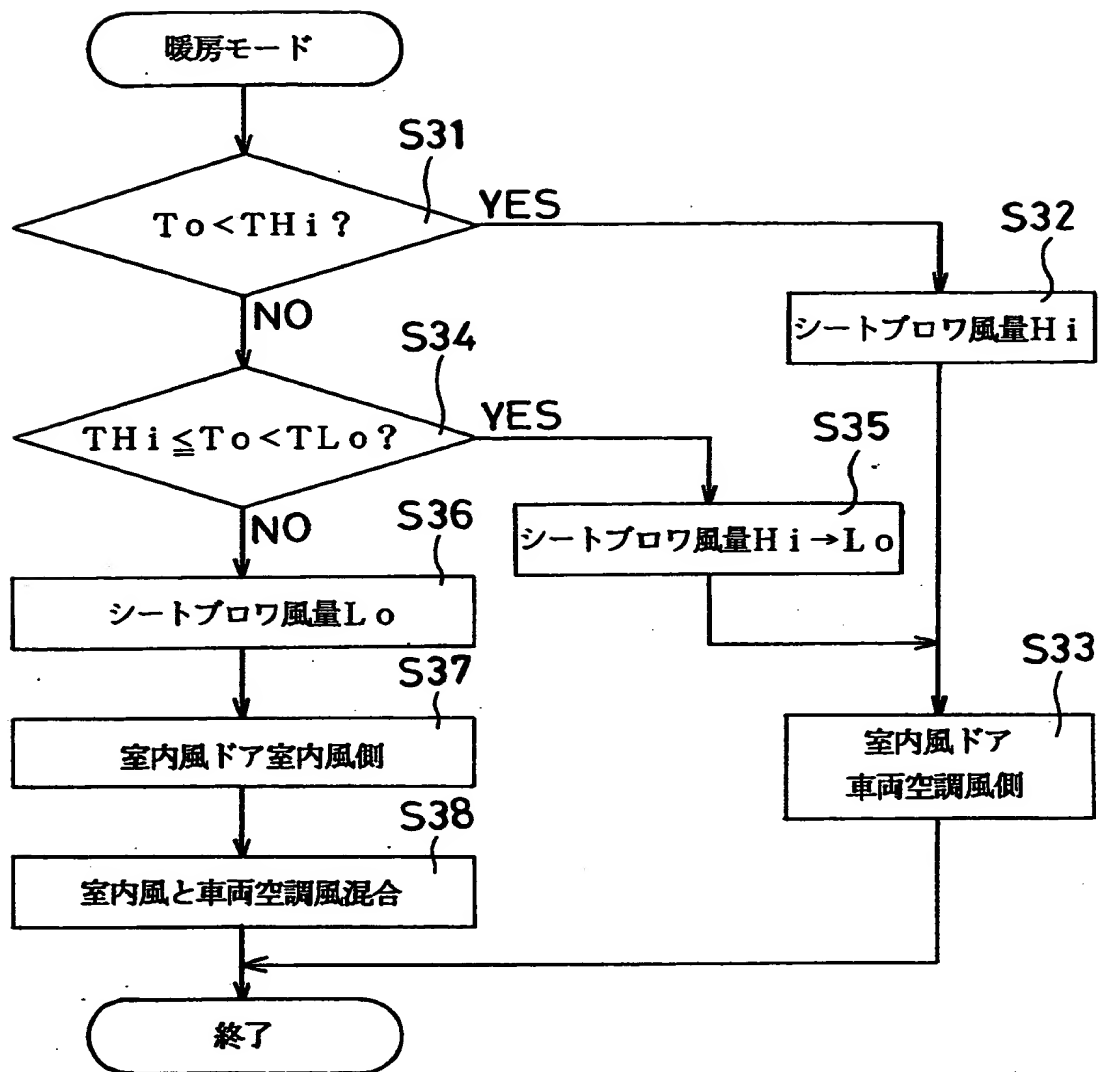 暖房モード
S31
To<THi?
YES
S32
シートブロワ風量Hi
NO
S34
THi≦To<TLo?
YES
S35
シートブロワ風量Hi→Lo
NO
S36
シートブロワ風量Lo
S37
室内風ドア室内風側
S33
室内風ドア
車両空調風側
S38
室内風と車両空調風混合
終了